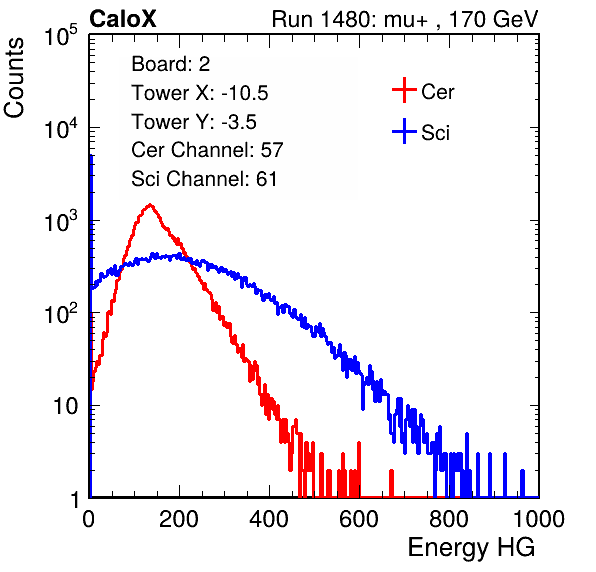 CaloX Run 1480: mu+ , 170 GeV
Counts
Board: 2
Tower X: -10.5
Tower Y: -3.5
Cer Channel: 57
Sci Channel: 61
Cer
Sci
10^5
10^4
10^3
10^2
10
1
0 200 400 600 800 1000
Energy HG